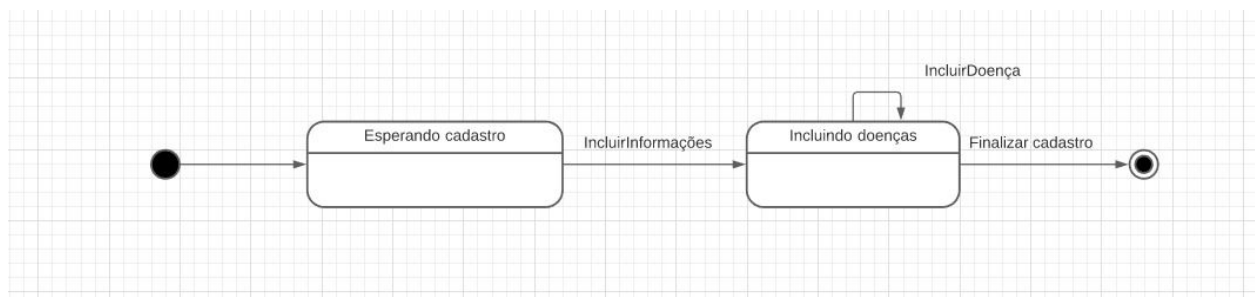 IncluirDoença
Esperando cadastro
IncluirInformações
Incluindo doenças
Finalizar cadastro